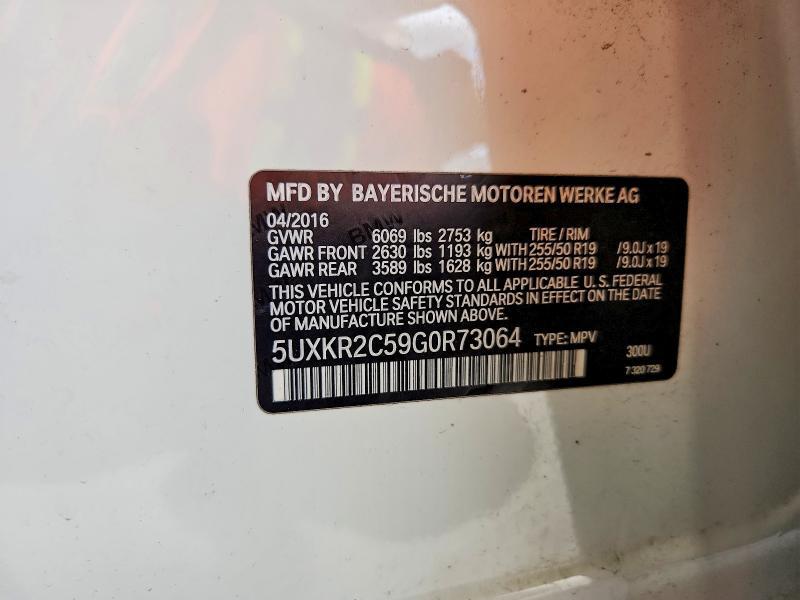 MFD BY BAYERISCHE MOTOREN WERKE AG
04/2016
GVWR 6069 lbs 2753 kg TIRE / RIM
GAWR FRONT 2630 lbs 1193 kg WITH 255/50 R19 /9.0J x 19
GAWR REAR 3589 lbs 1628 kg WITH 255/50 R19 /9.0J x 19
THIS VEHICLE CONFORMS TO ALL APPLICABLE U. S. FEDERAL
MOTOR VEHICLE SAFETY STANDARDS IN EFFECT ON THE DATE
OF MANUFACTURE SHOWN ABOVE.
5UXKR2C59G0R73064 TYPE: MPV 300U
7 320 729
BMW
BMW